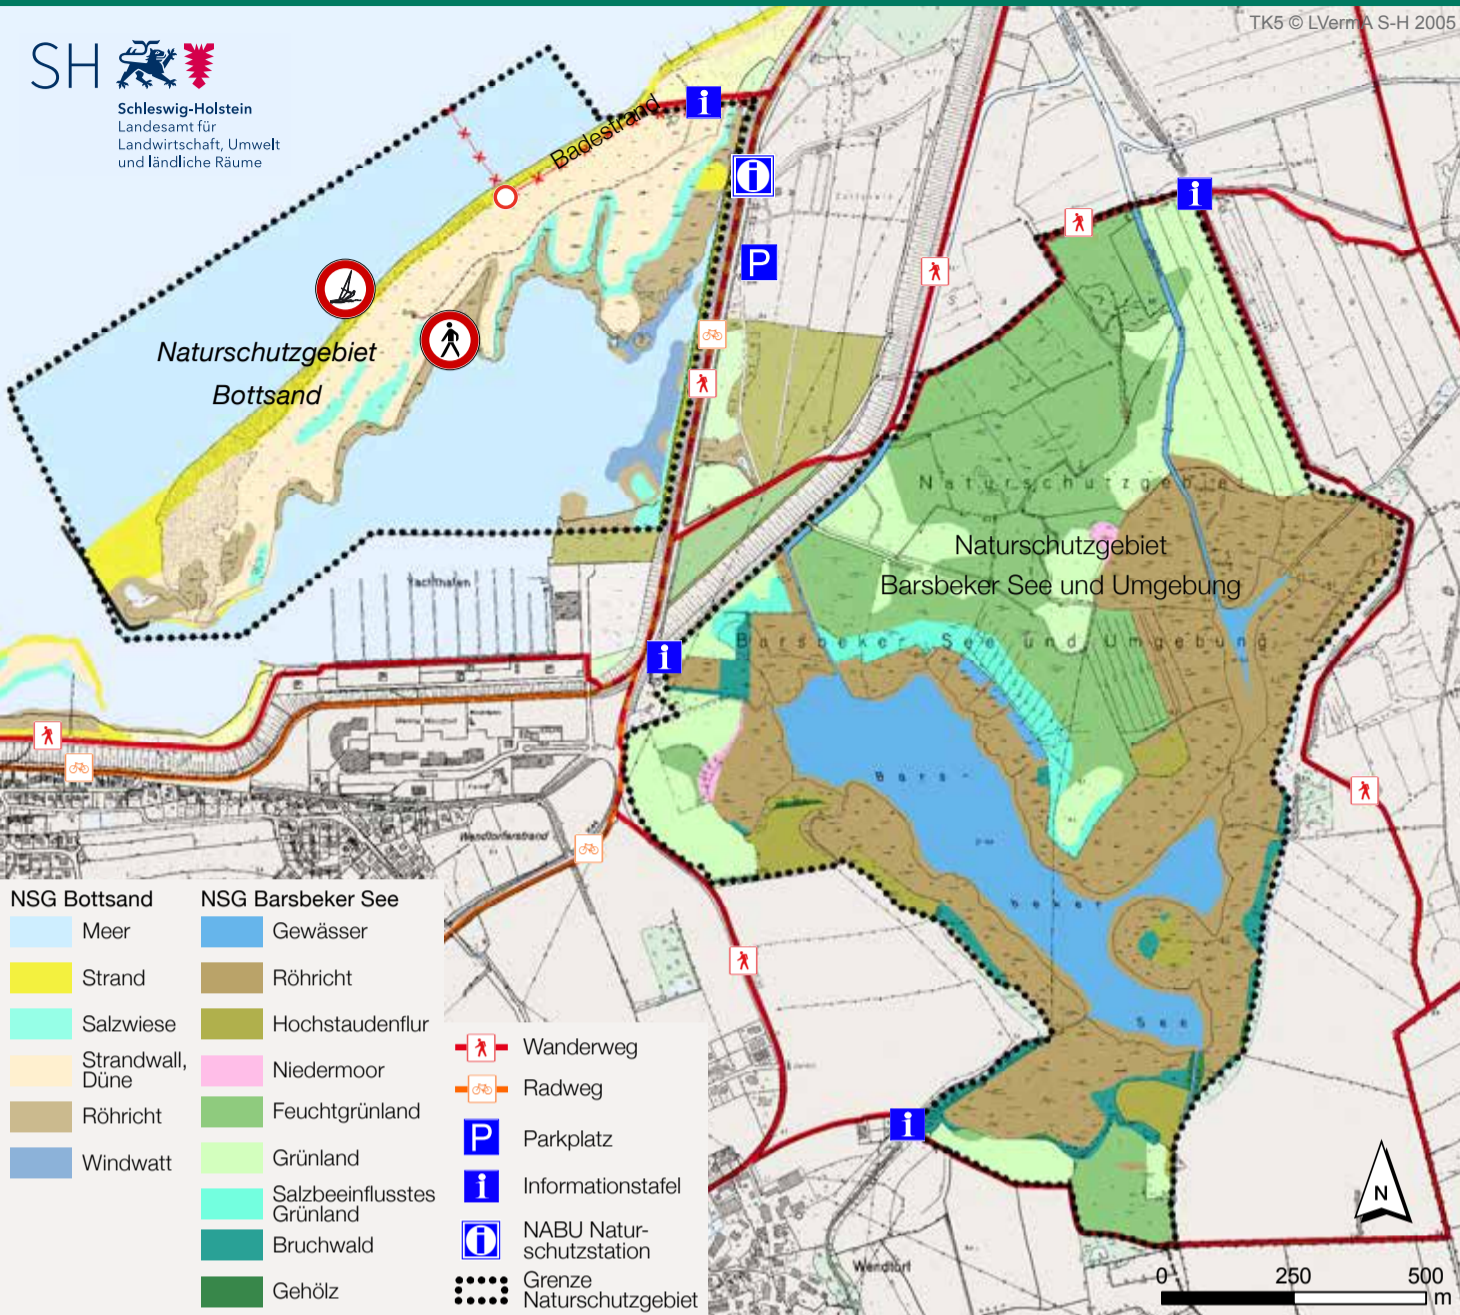 TK5 © LVermA S-H 2005
SH
Schleswig-Holstein
Landesamt für
Landwirtschaft, Umwelt
und ländliche Räume
Badestrand
i
i
P
i
Naturschutzgebiet
Bottsand
Naturschutzgebiet
Naturschutzgebiet
Barsbeker See und Umgebung
Yachthafen
Barsbeker See und Umgebung
i
Bars-
Wendtorferstrand
beker
See
i
Wendtorf
NSG Bottsand
Meer
Strand
Salzwiese
Strandwall,
Düne
Röhricht
Windwatt
NSG Barsbeker See
Gewässer
Röhricht
Hochstaudenflur
Niedermoor
Feuchtgrünland
Grünland
Salzbeeinflusstes
Grünland
Bruchwald
Gehölz
Wanderweg
Radweg
P Parkplatz
i Informationstafel
i NABU Natur-
schutzstation
Grenze
Naturschutzgebiet
N
0 250 500
m